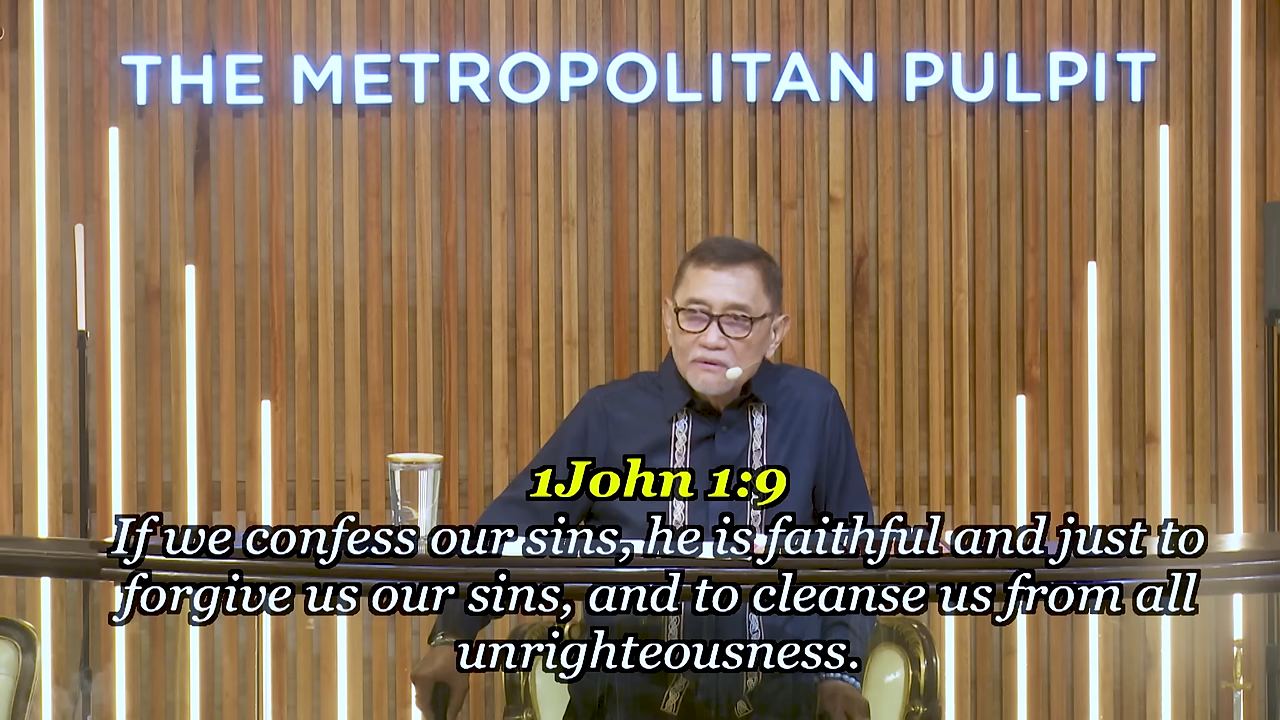 THE METROPOLITAN PULPIT
1John 1:9
If we confess our sins, he is faithful and just to
forgive us our sins, and to cleanse us from all
unrighteousness.